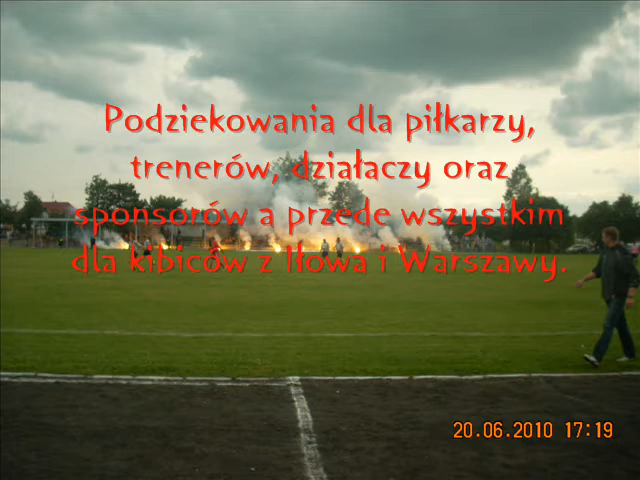 Podziekowania dla piłkarzy,
trenerów, działaczy oraz
sponsorów a przede wszystkim
dla kibiców z Iłowa i Warszawy.
20.06.2010 17:19